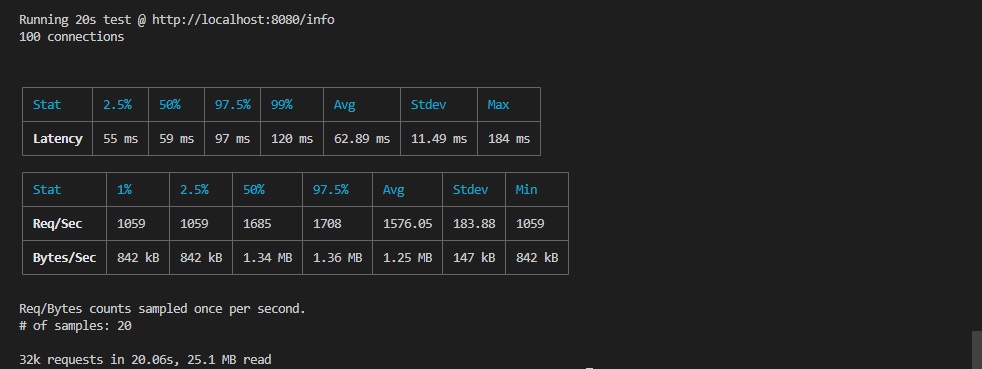 Running 20s test @ http://localhost:8080/info
100 connections
Stat 2.5% 50% 97.5% 99% Avg Stdev Max
Latency 55 ms 59 ms 97 ms 120 ms 62.89 ms 11.49 ms 184 ms
Stat 1% 2.5% 50% 97.5% Avg Stdev Min
Req/Sec 1059 1059 1685 1708 1576.05 183.88 1059
Bytes/Sec 842 kB 842 kB 1.34 MB 1.36 MB 1.25 MB 147 kB 842 kB
Req/Bytes counts sampled once per second.
# of samples: 20
32k requests in 20.06s, 25.1 MB read